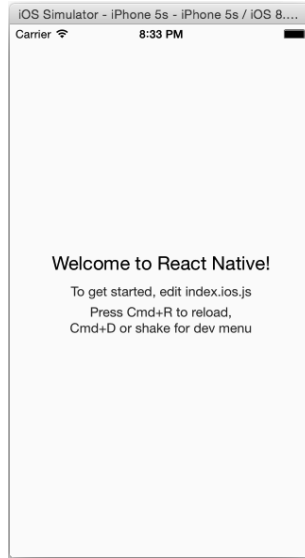 iOS Simulator - iPhone 5s - iPhone 5s / iOS 8....
Carrier 8:33 PM
Welcome to React Native!
To get started, edit index.ios.js
Press Cmd+R to reload,
Cmd+D or shake for dev menu